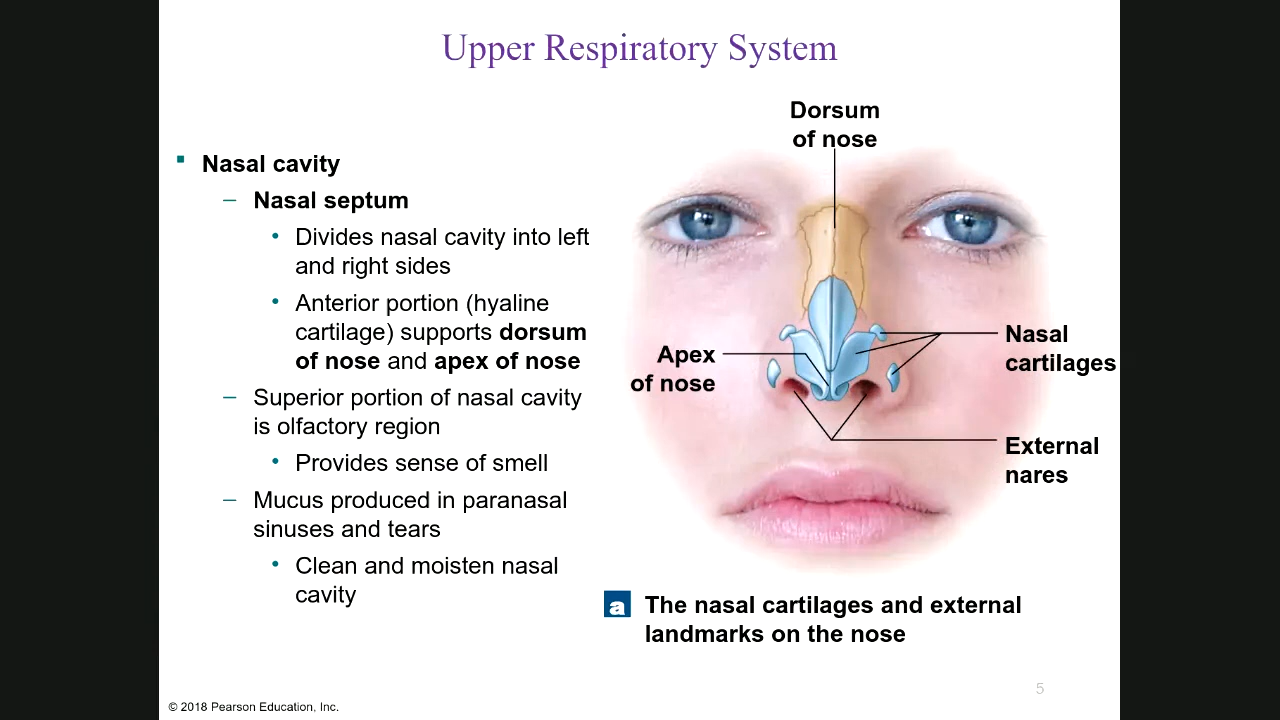 Upper Respiratory System
Nasal cavity
– Nasal septum
• Divides nasal cavity into left
and right sides
• Anterior portion (hyaline
cartilage) supports dorsum
of nose and apex of nose
– Superior portion of nasal cavity
is olfactory region
• Provides sense of smell
– Mucus produced in paranasal
sinuses and tears
• Clean and moisten nasal
cavity
Dorsum
of nose
Apex
of nose
Nasal
cartilages
External
nares
a The nasal cartilages and external
landmarks on the nose
5
© 2018 Pearson Education, Inc.